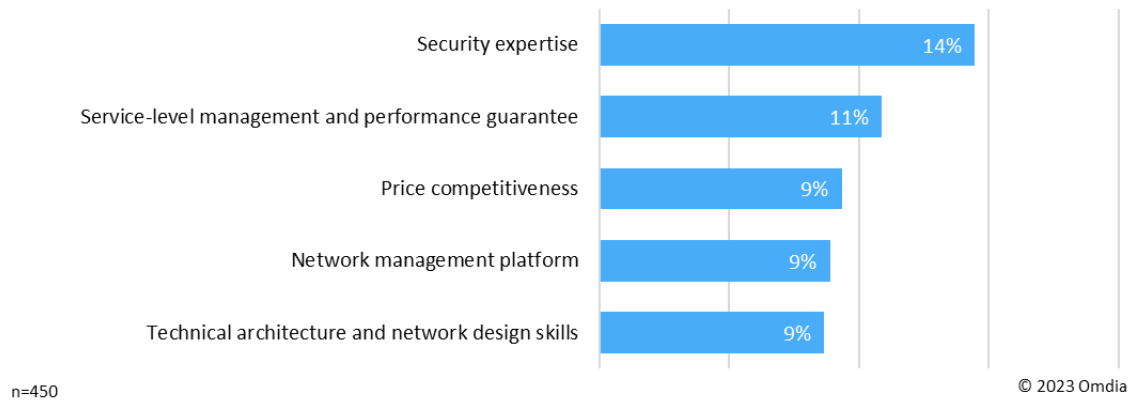 Security expertise 14%
Service-level management and performance guarantee 11%
Price competitiveness 9%
Network management platform 9%
Technical architecture and network design skills 9%
n=450
© 2023 Omdia